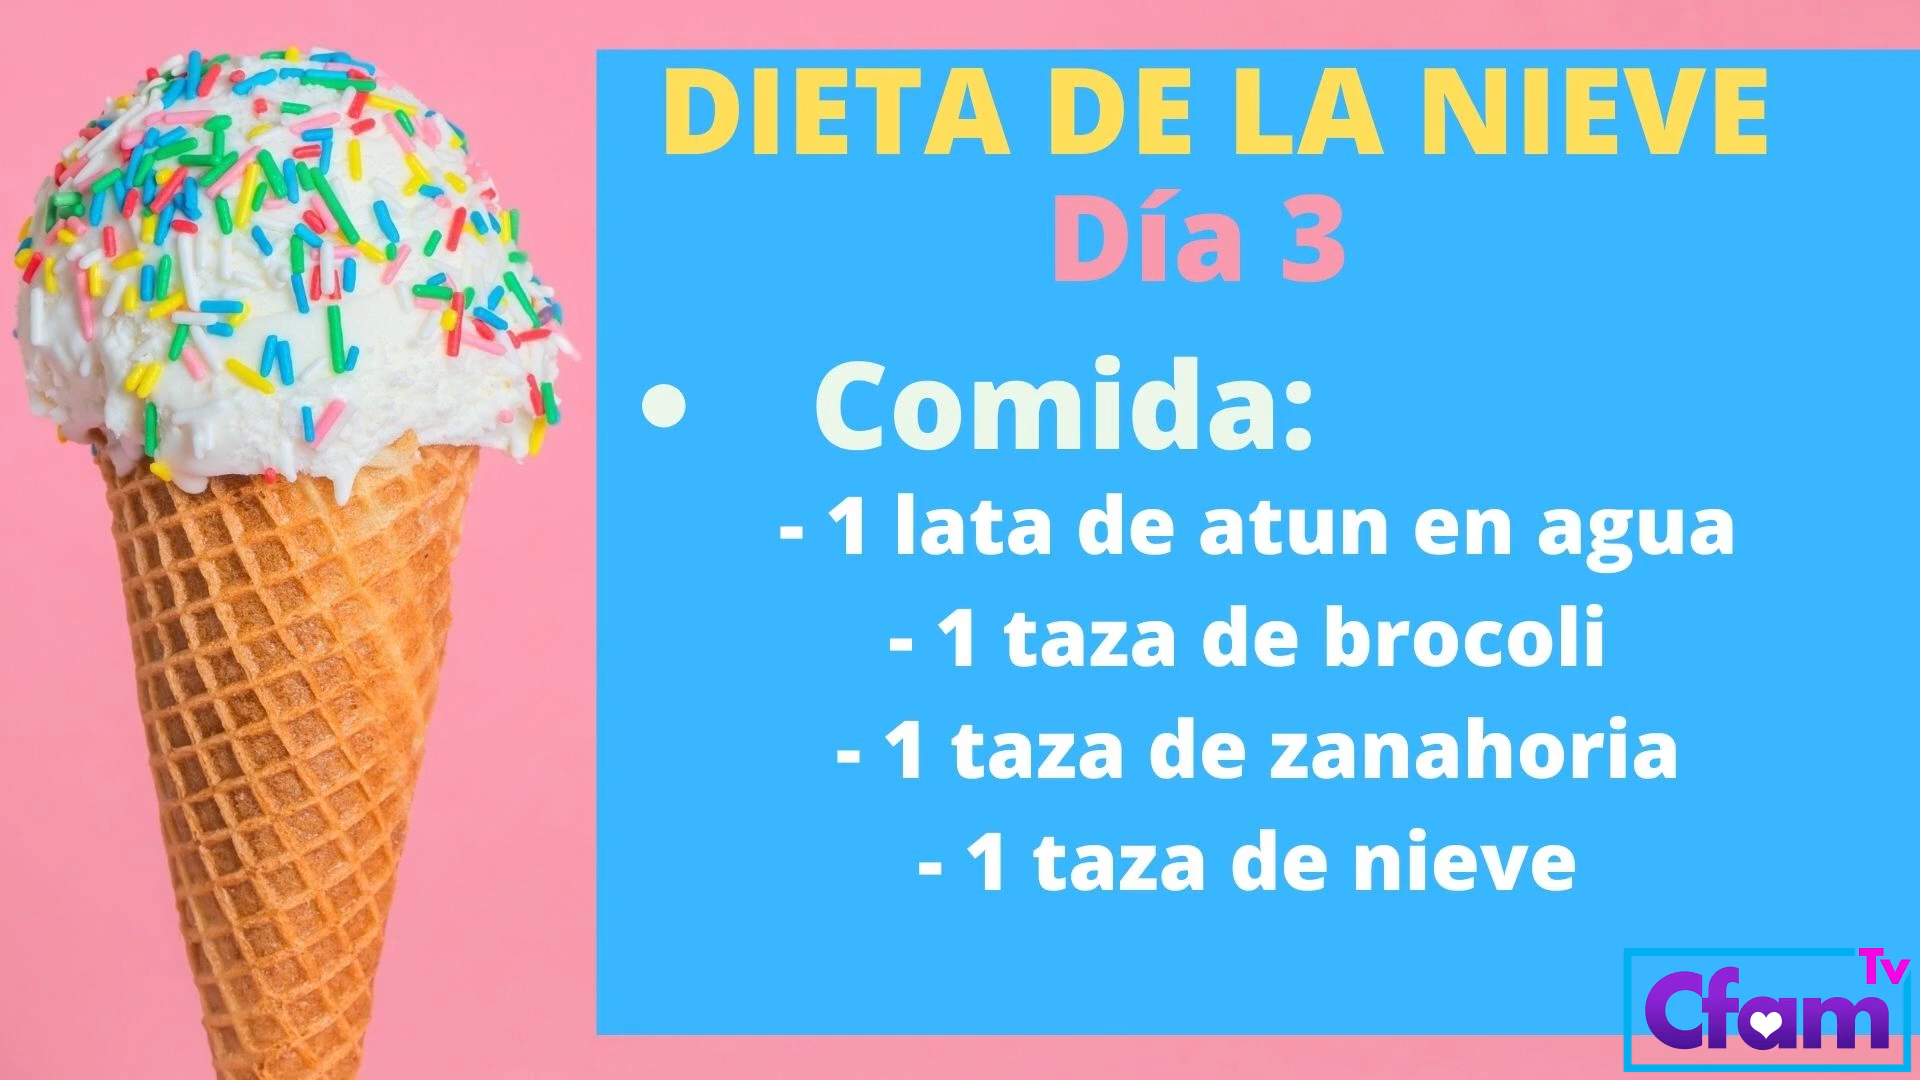 DIETA DE LA NIEVE
Día 3
• Comida:
- 1 lata de atun en agua
- 1 taza de brocoli
- 1 taza de zanahoria
- 1 taza de nieve
Cfam Tv